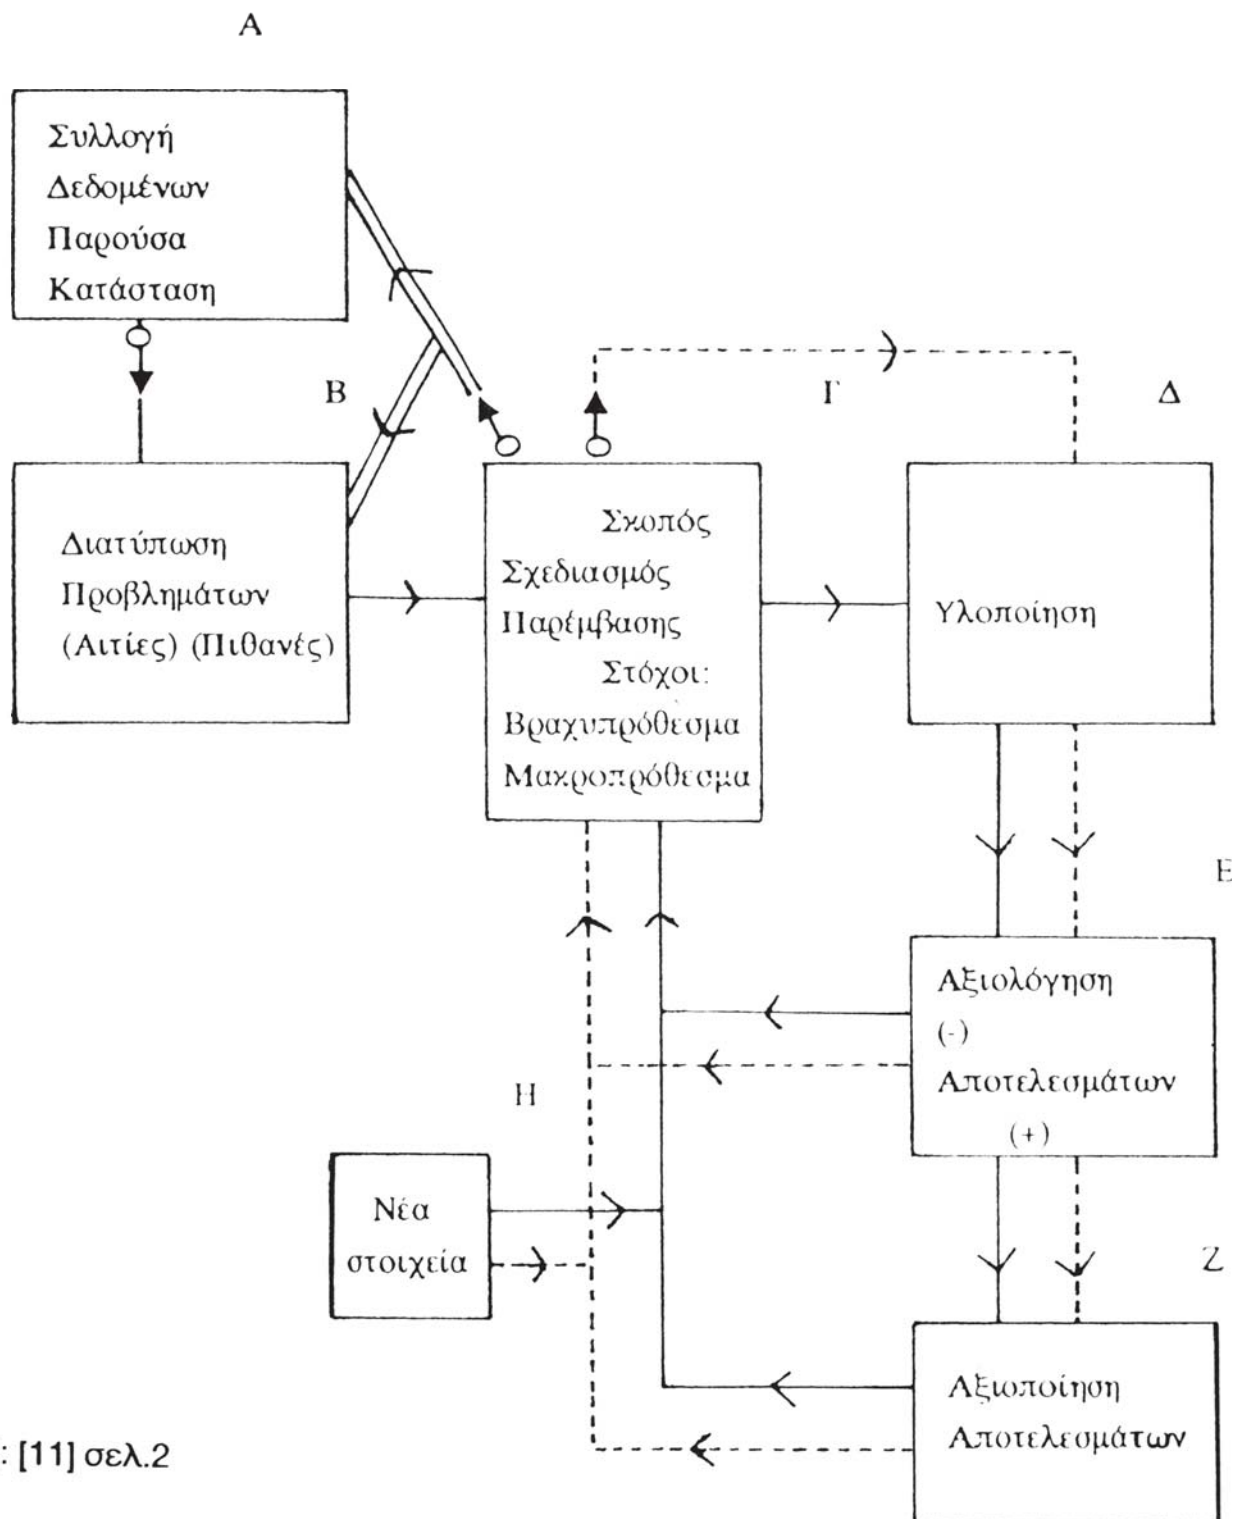 Α
Συλλογή
Δεδομένων
Παρούσα
Κατάσταση
Β
Διατύπωση
Προβλημάτων
(Αιτίες) (Πιθανές)
Γ
Σκοπός
Σχεδιασμός
Παρέμβασης
Στόχοι:
Βραχυπρόθεσμα
Μακροπρόθεσμα
Δ
Υλοποίηση
Ε
Αξιολόγηση
(-)
Αποτελεσμάτων
(+)
Η
Νέα
στοιχεία
Ζ
Αξιοποίηση
Αποτελεσμάτων
: [11] σελ.2